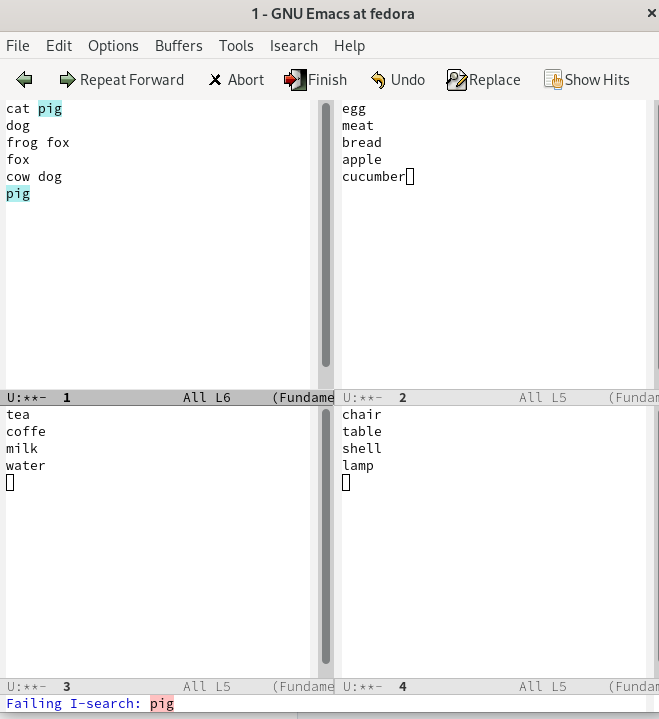 1 - GNU Emacs at fedora
File Edit Options Buffers Tools Isearch Help
Repeat Forward Abort Finish Undo Replace Show Hits
cat pig
dog
frog fox
fox
cow dog
pig
U:**- 1 All L6 (Fundame
egg
meat
bread
apple
cucumber
U:**- 2 All L5 (Fundam
tea
coffe
milk
water
U:**- 3 All L5 (Fundame
chair
table
shell
lamp
U:**- 4 All L5 (Fundam
Failing I-search: pig